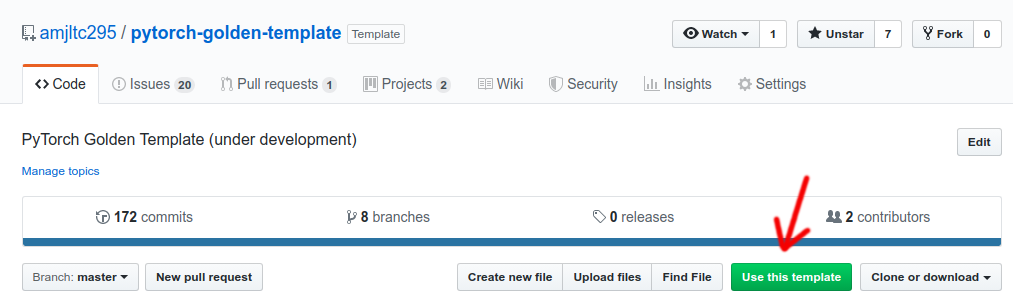 amjltc295 / pytorch-golden-template Template Watch 1 Unstar 7 Fork 0
Code Issues 20 Pull requests 1 Projects 2 Wiki Security Insights Settings
PyTorch Golden Template (under development) Edit
Manage topics
172 commits 8 branches 0 releases 2 contributors
Branch: master New pull request Create new file Upload files Find File Use this template Clone or download